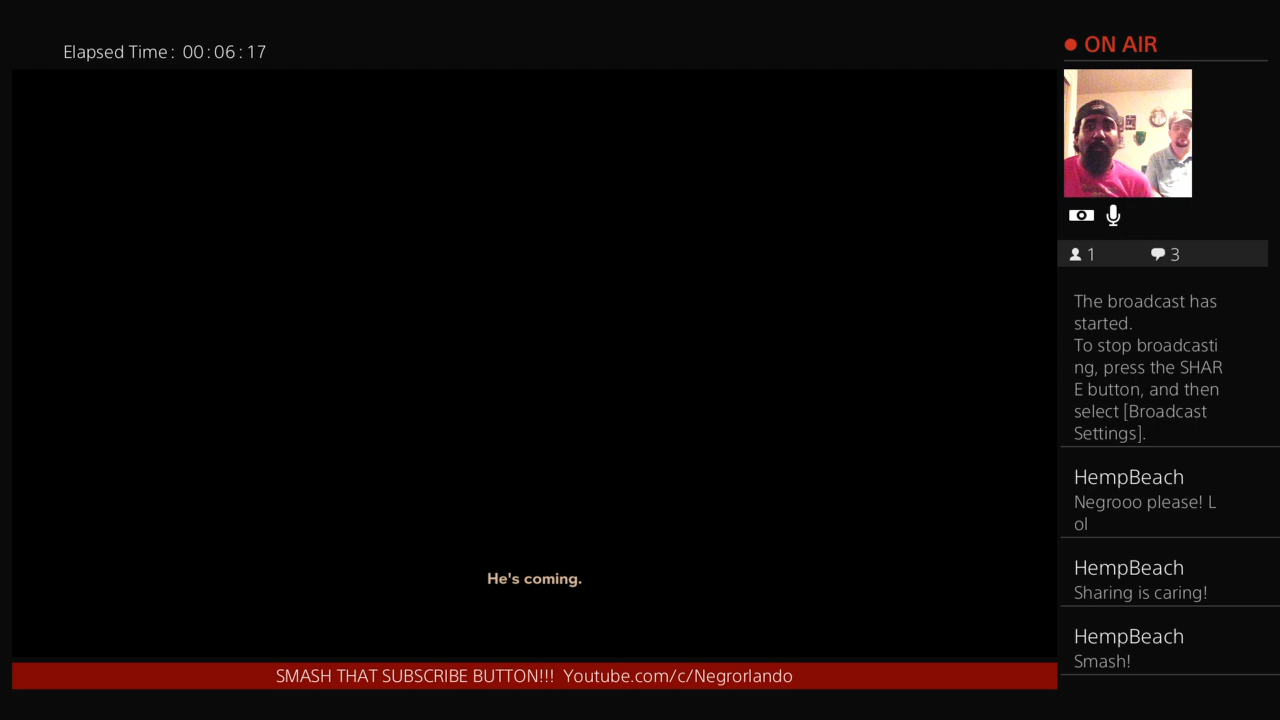 Elapsed Time: 00:06:17
ON AIR
1
3
The broadcast has
started.
To stop broadcasti
ng, press the SHAR
E button, and then
select [Broadcast
Settings].
HempBeach
Negrooo please! L
ol
HempBeach
Sharing is caring!
HempBeach
Smash!
He's coming.
SMASH THAT SUBSCRIBE BUTTON!!! Youtube.com/c/Negrorlando